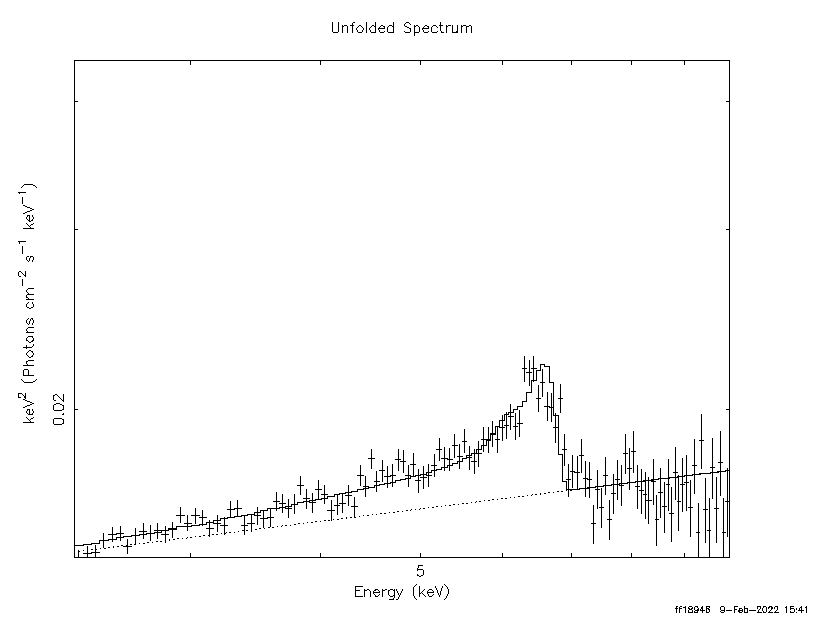 Unfolded Spectrum
keV² (Photons cm⁻² s⁻¹ keV⁻¹)
0.02
5
Energy (keV)
ff18946 9-Feb-2022 15:41